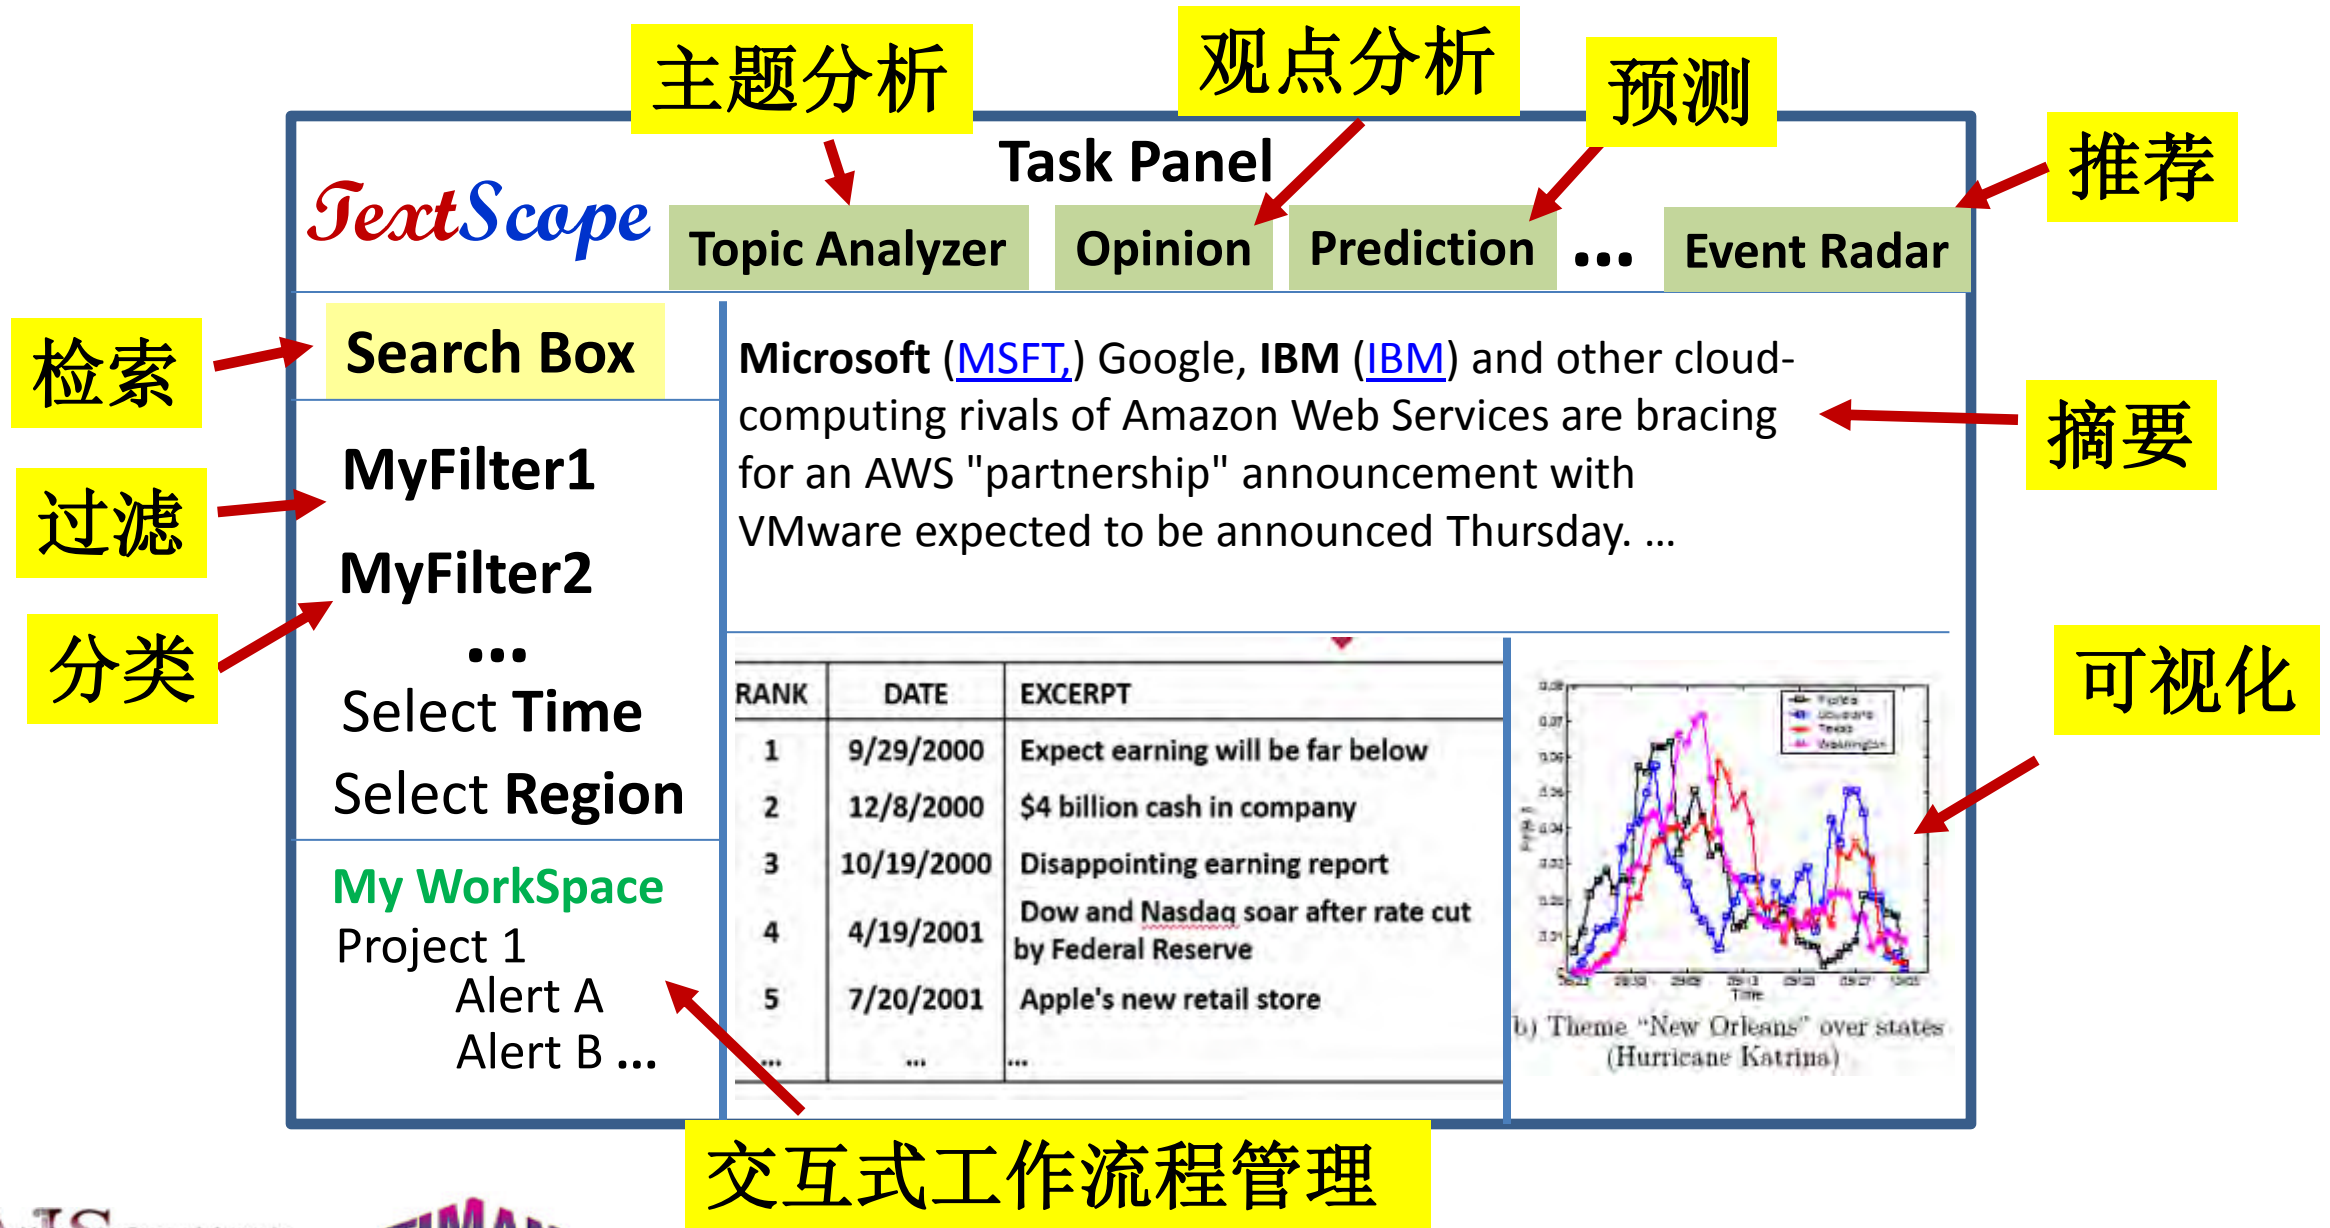 主题分析
观点分析
预测
推荐
Task Panel
TextScope
Topic Analyzer
Opinion
Prediction
...
Event Radar
检索
Search Box
过滤
MyFilter1
MyFilter2
分类
...
Select Time
Select Region
My WorkSpace
Project 1
Alert A
Alert B ...
Microsoft (MSFT,) Google, IBM (IBM) and other cloud-
computing rivals of Amazon Web Services are bracing
for an AWS "partnership" announcement with
VMware expected to be announced Thursday. ...
摘要
RANK DATE EXCERPT
1 9/29/2000 Expect earning will be far below
2 12/8/2000 $4 billion cash in company
3 10/19/2000 Disappointing earning report
4 4/19/2001 Dow and Nasdaq soar after rate cut
by Federal Reserve
5 7/20/2001 Apple's new retail store
... ... ...
可视化
Florida
Louisiana
Texas
Washington
Time
b) Theme "New Orleans" over states
(Hurricane Katrina)
交互式工作流程管理